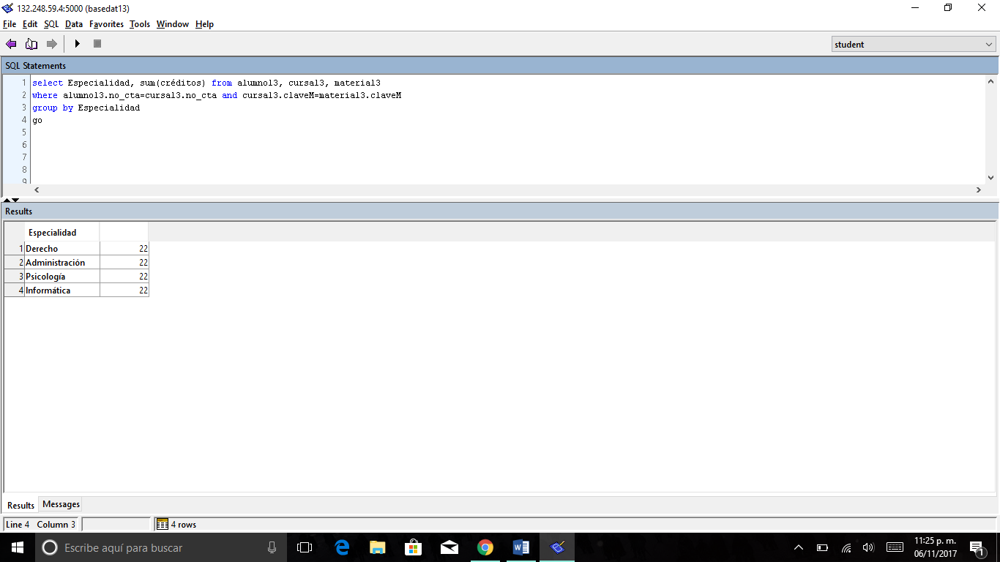 132.248.59.4:5000 (basedat13)
File Edit SQL Data Favorites Tools Window Help
student
SQL Statements
1 select Especialidad, sum(créditos) from alumno13, cursa13, materia13
2 where alumno13.no_cta=cursa13.no_cta and cursa13.claveM=materia13.claveM
3 group by Especialidad
4 go
5
6
7
8
9
Results
Especialidad
1 Derecho 22
2 Administración 22
3 Psicología 22
4 Informática 22
Results Messages
Line 4 Column 3 4 rows
Escribe aquí para buscar
11:25 p. m.
06/11/2017
1